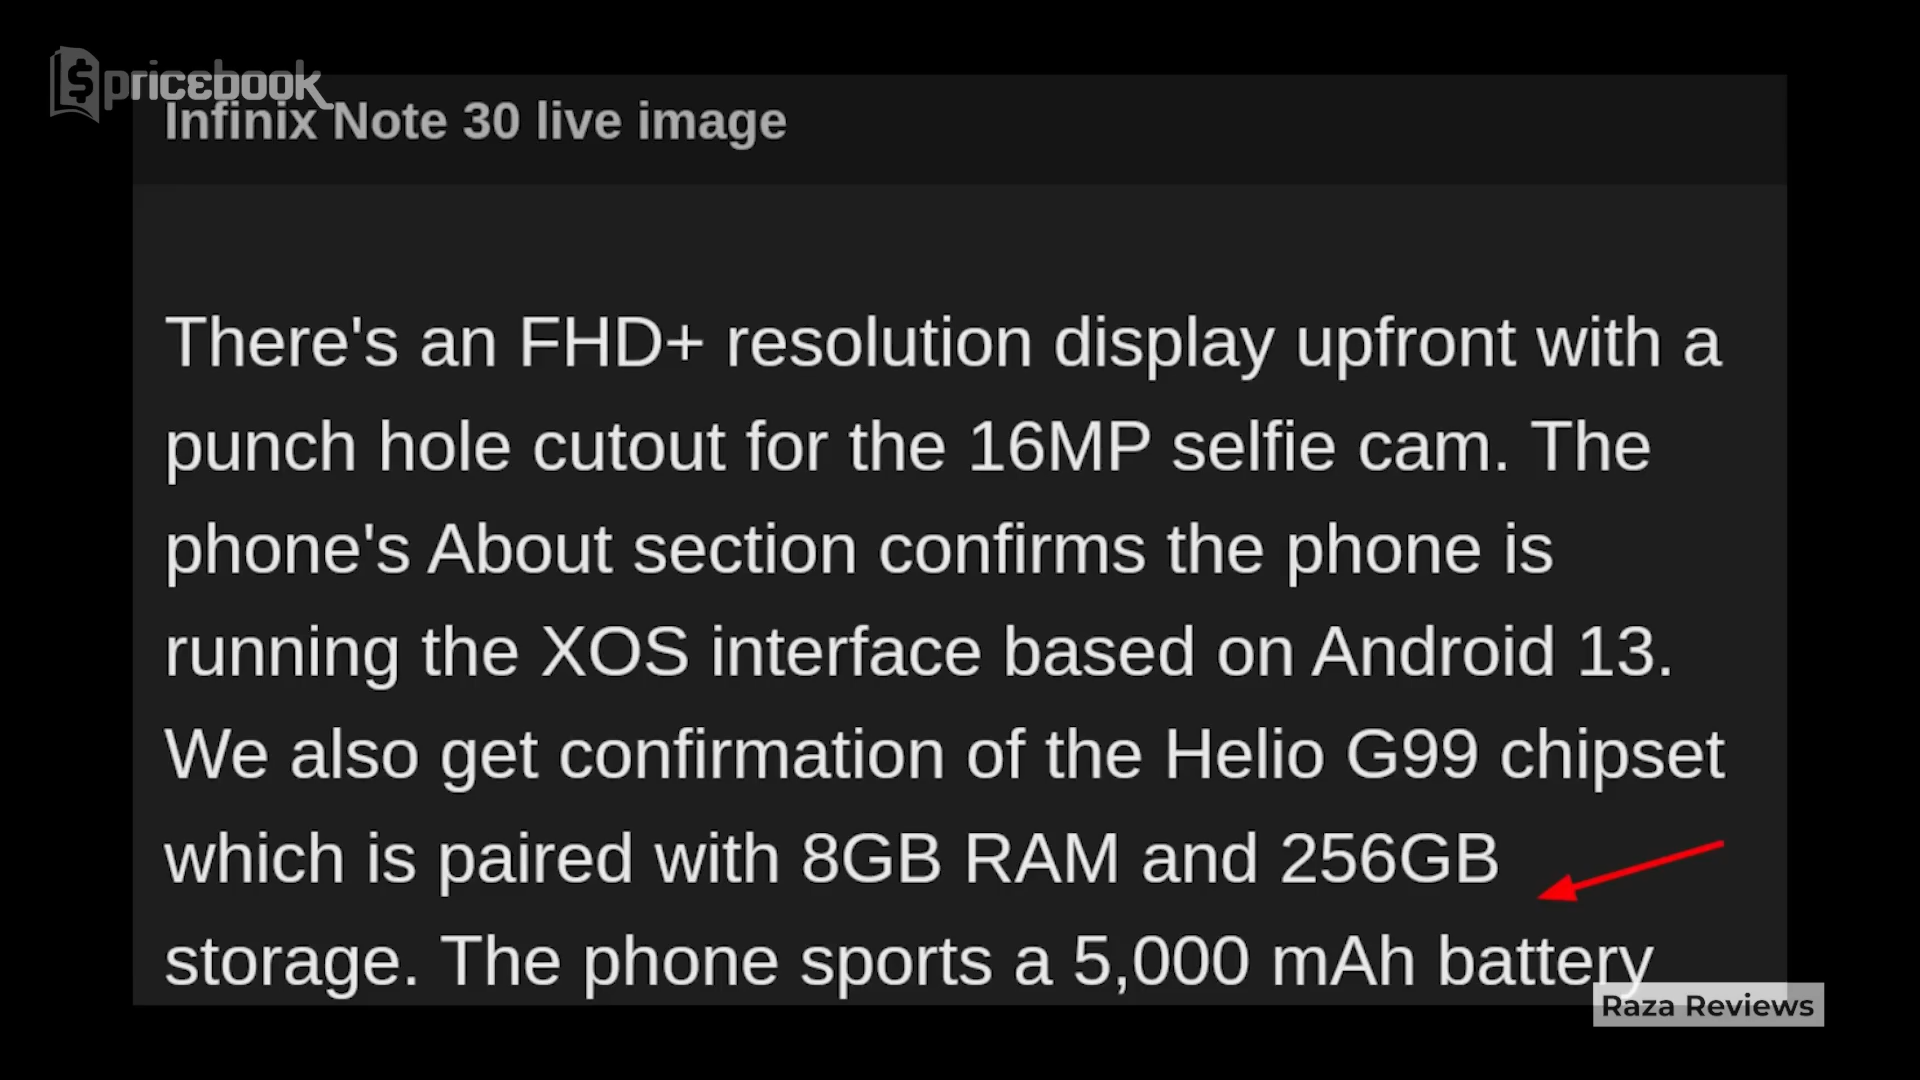 pricebook
Infinix Note 30 live image
There's an FHD+ resolution display upfront with a
punch hole cutout for the 16MP selfie cam. The
phone's About section confirms the phone is
running the XOS interface based on Android 13.
We also get confirmation of the Helio G99 chipset
which is paired with 8GB RAM and 256GB
storage. The phone sports a 5,000 mAh battery
Raza Reviews